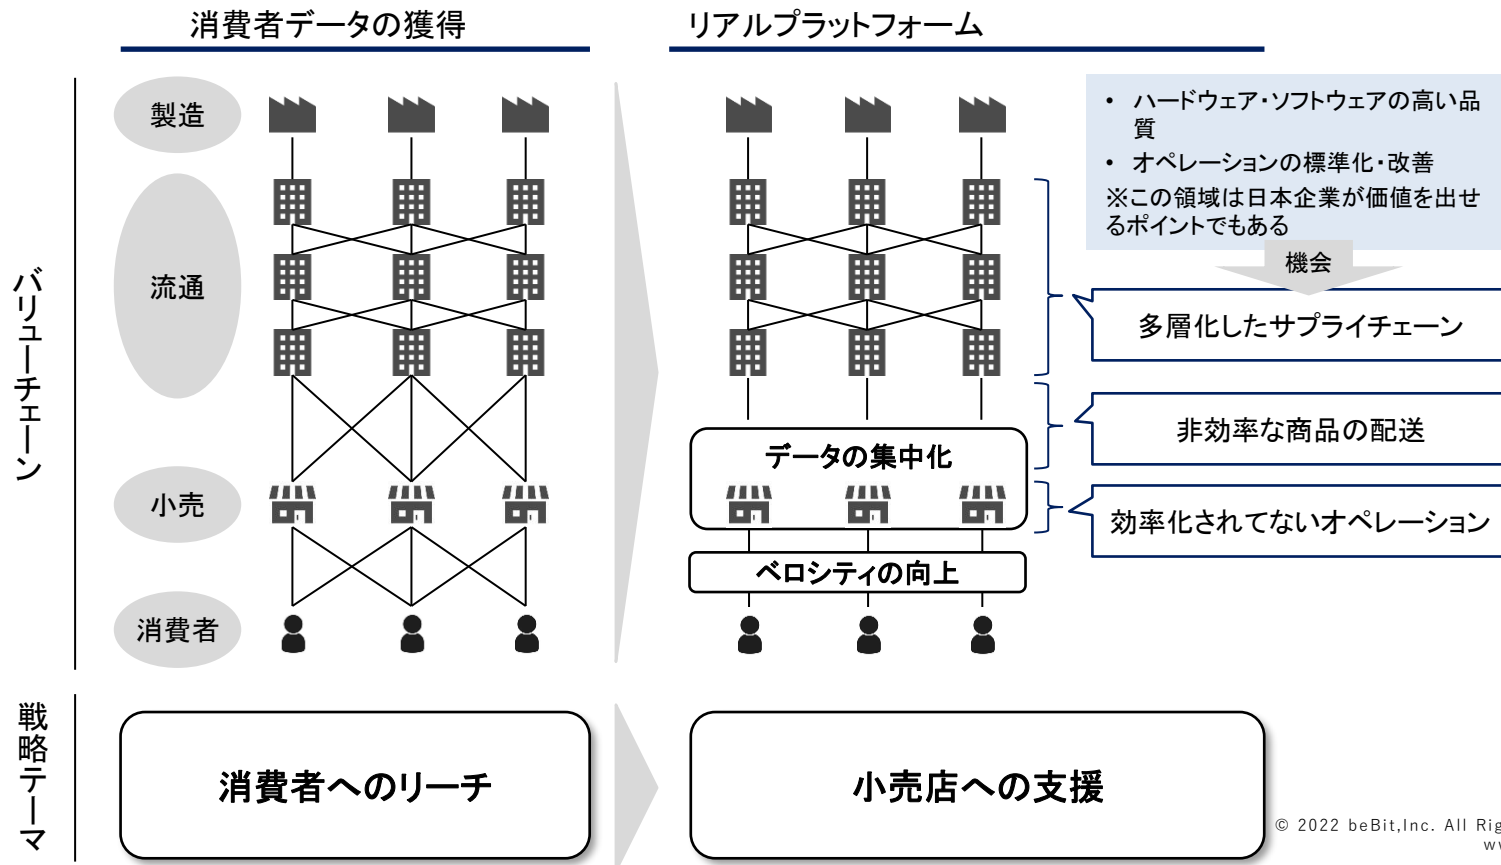 消費者データの獲得
リアルプラットフォーム
バリューチェーン
製造
流通
小売
消費者
データの集中化
ベロシティの向上
• ハードウェア・ソフトウェアの高い品
質
• オペレーションの標準化・改善
※この領域は日本企業が価値を出せ
るポイントでもある
機会
多層化したサプライチェーン
非効率な商品の配送
効率化されてないオペレーション
戦略テーマ
消費者へのリーチ
小売店への支援
© 2022 beBit,Inc. All